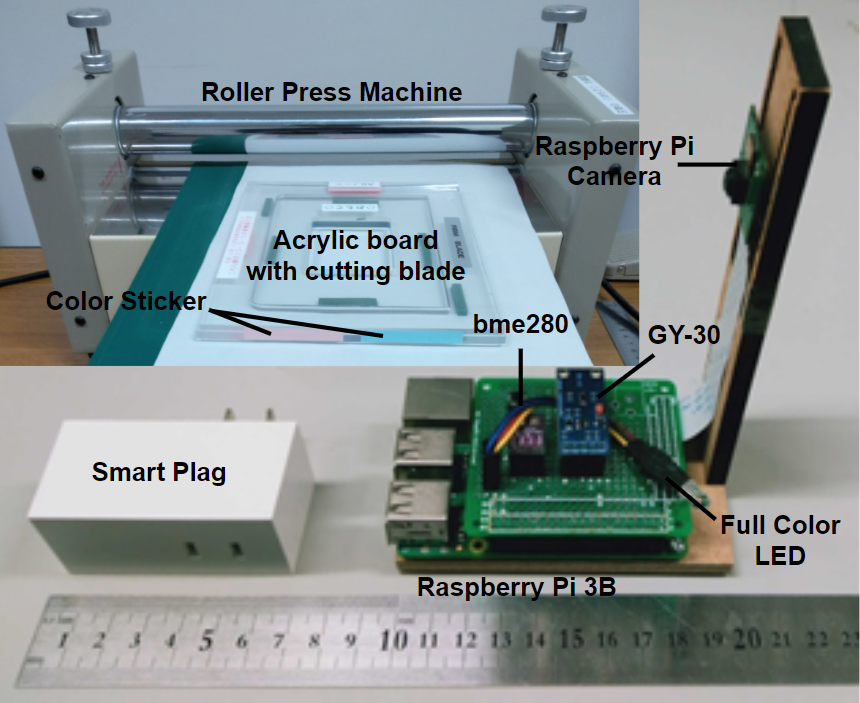 Roller Press Machine
Raspberry Pi
Camera
Acrylic board
with cutting blade
Color Sticker
bme280
GY-30
Smart Plag
Full Color
LED
Raspberry Pi 3B
1 2 3 4 5 6 7 8 9 10 11 12 13 14 15 16 17 18 19 20 21 22 23